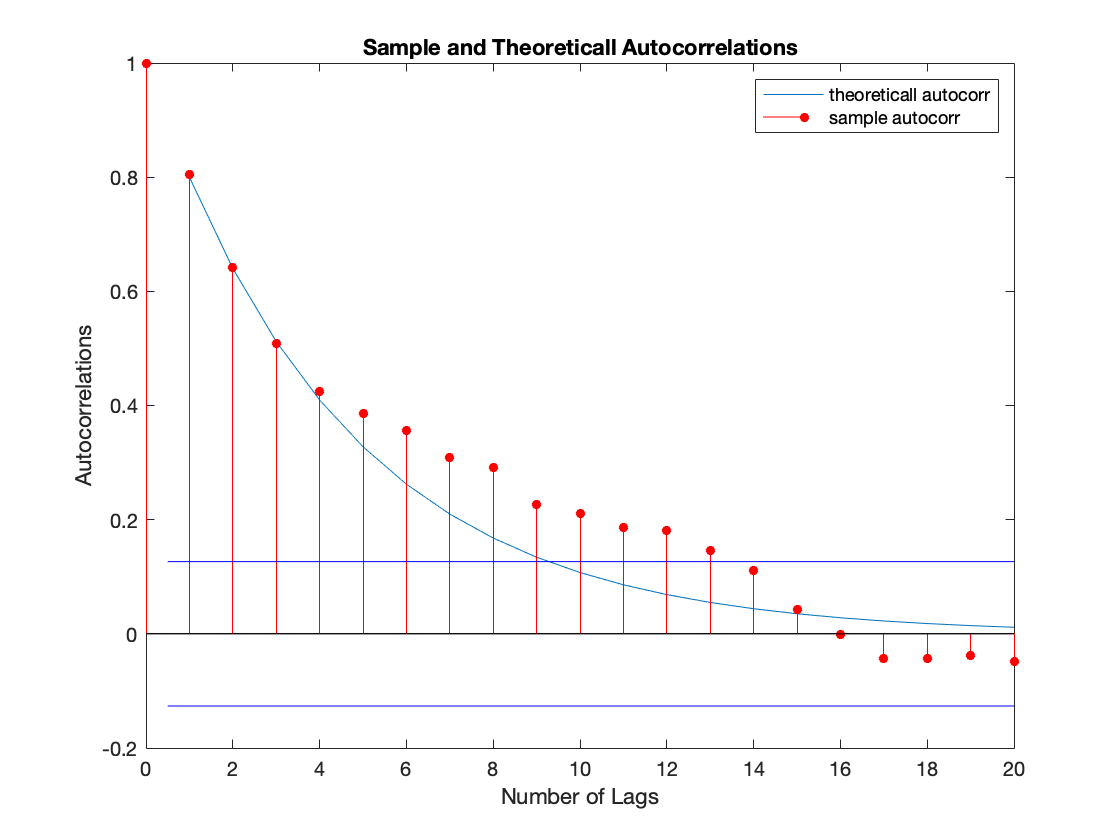 Sample and Theoreticall Autocorrelations
theoreticall autocorr
sample autocorr
1
0.8
0.6
0.4
0.2
0
-0.2
Autocorrelations
0 2 4 6 8 10 12 14 16 18 20
Number of Lags